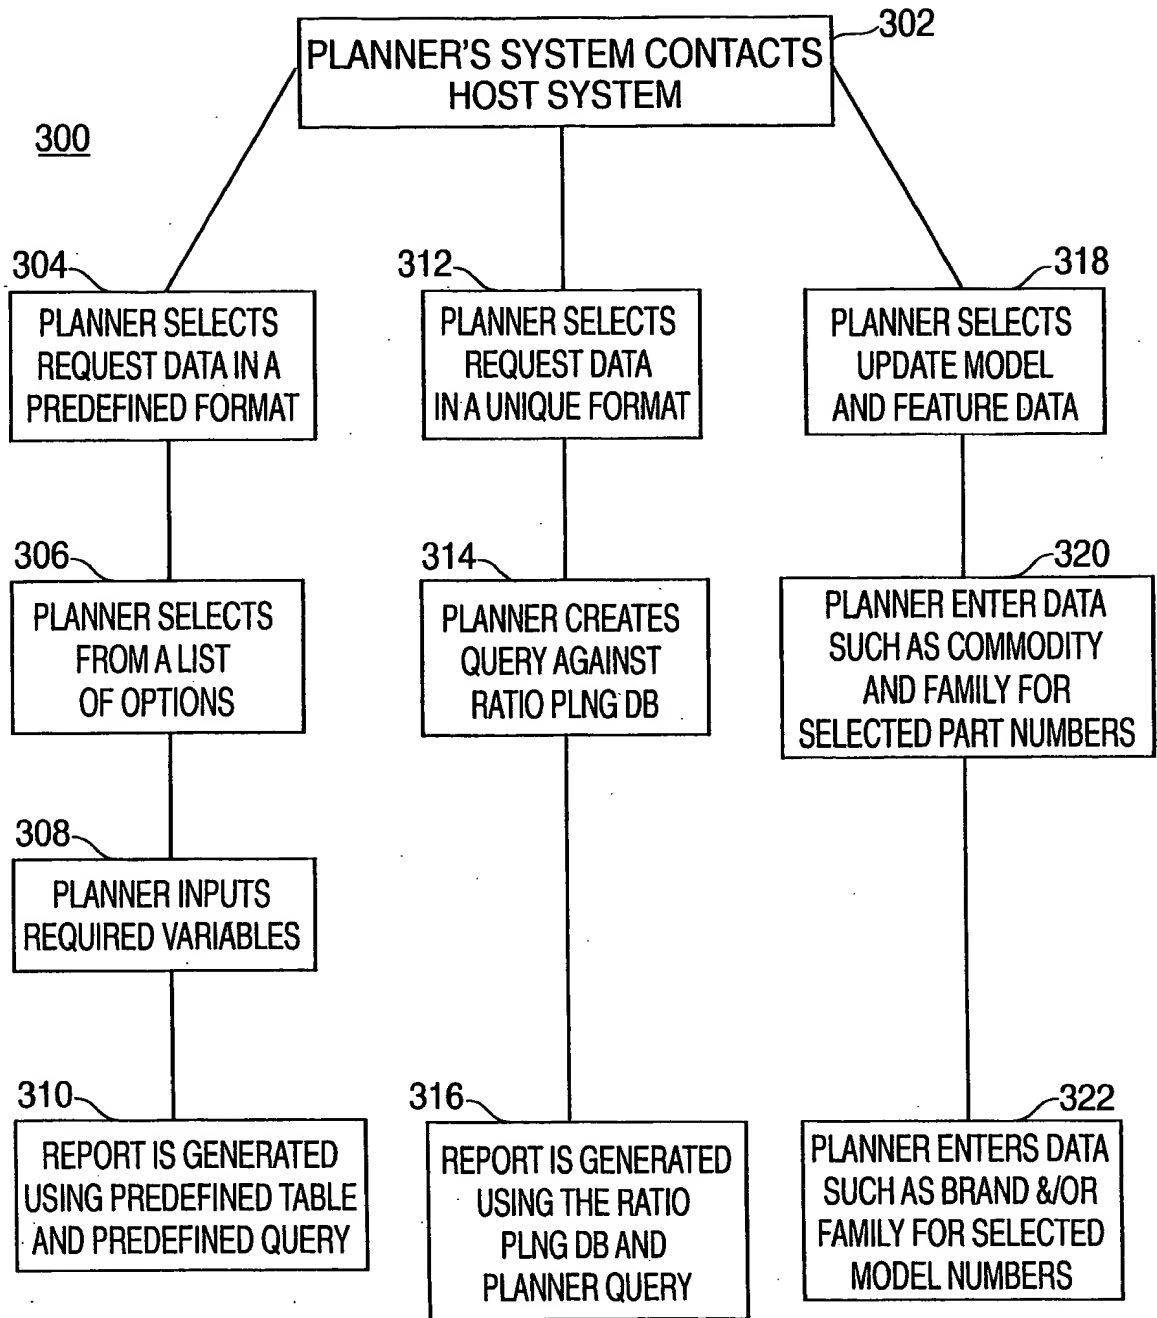 302
PLANNER'S SYSTEM CONTACTS
HOST SYSTEM
300
304
PLANNER SELECTS
REQUEST DATA IN A
PREDEFINED FORMAT
306
PLANNER SELECTS
FROM A LIST
OF OPTIONS
308
PLANNER INPUTS
REQUIRED VARIABLES
310
REPORT IS GENERATED
USING PREDEFINED TABLE
AND PREDEFINED QUERY
312
PLANNER SELECTS
REQUEST DATA
IN A UNIQUE FORMAT
314
PLANNER CREATES
QUERY AGAINST
RATIO PLNG DB
316
REPORT IS GENERATED
USING THE RATIO
PLNG DB AND
PLANNER QUERY
318
PLANNER SELECTS
UPDATE MODEL
AND FEATURE DATA
320
PLANNER ENTER DATA
SUCH AS COMMODITY
AND FAMILY FOR
SELECTED PART NUMBERS
322
PLANNER ENTERS DATA
SUCH AS BRAND &/OR
FAMILY FOR SELECTED
MODEL NUMBERS